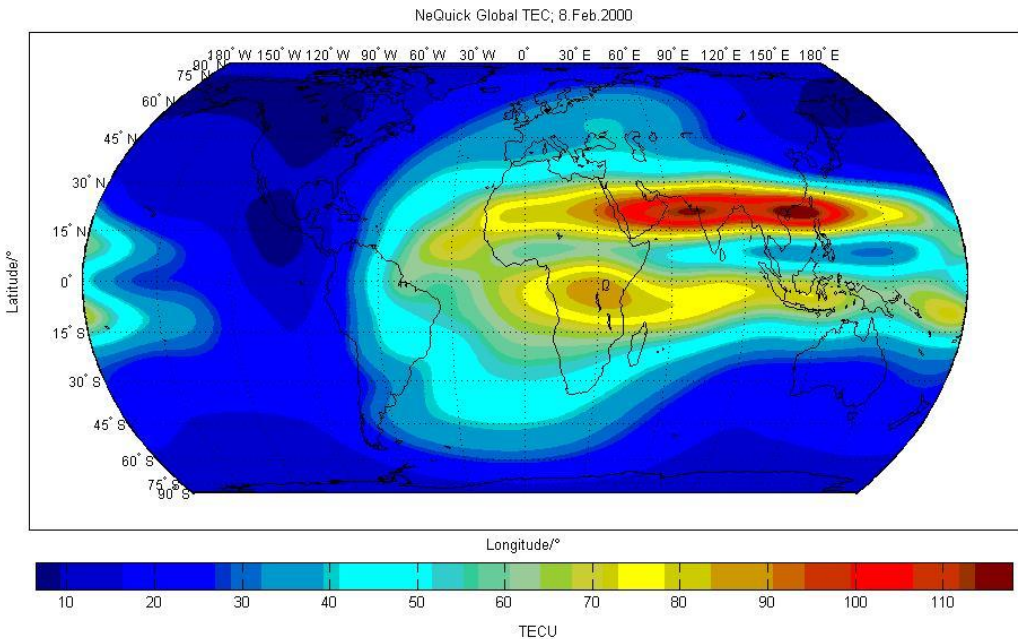 NeQuick Global TEC; 8.Feb.2000
180° W 150° W 120° W 90° W 60° W 30° W 0° 30° E 60° E 90° E 120° E 150° E 180° E
90° N
75° N
60° N
45° N
30° N
15° N
0°
15° S
30° S
45° S
60° S
75° S
90° S
Latitude/°
Longitude/°
10 20 30 40 50 60 70 80 90 100 110
TECU